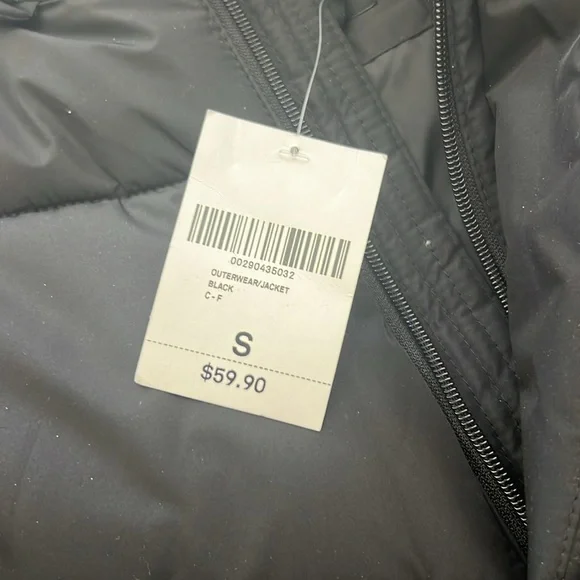 00290435032
OUTERWEAR/JACKET
BLACK
C - F
S
$59.90